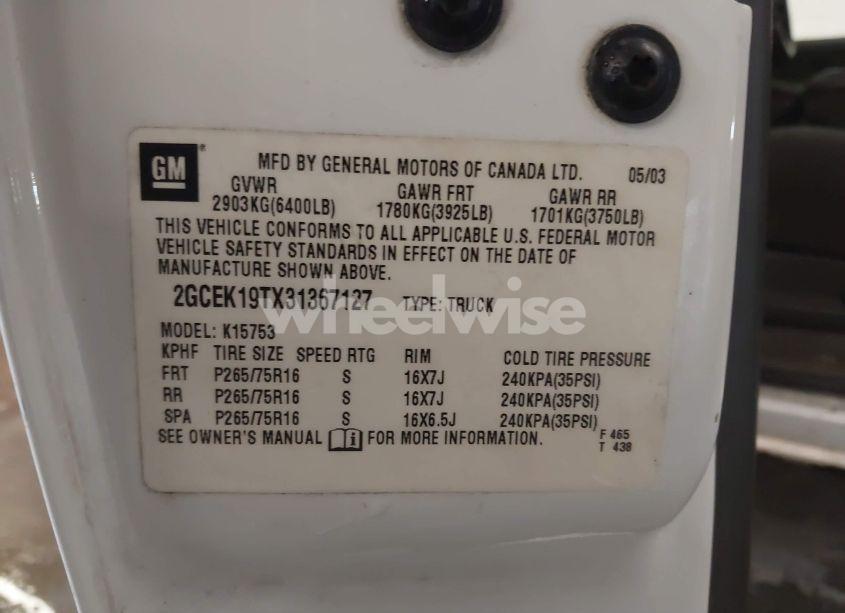 GM ®
MFD BY GENERAL MOTORS OF CANADA LTD. 05/03
GVWR GAWR FRT GAWR RR
2903KG(6400LB) 1780KG(3925LB) 1701KG(3750LB)
THIS VEHICLE CONFORMS TO ALL APPLICABLE U.S. FEDERAL MOTOR
VEHICLE SAFETY STANDARDS IN EFFECT ON THE DATE OF
MANUFACTURE SHOWN ABOVE.
2GCEK19TX31367127 TYPE: TRUCK
wheelwise
MODEL: K15753
KPHF TIRE SIZE SPEED RTG RIM COLD TIRE PRESSURE
FRT P265/75R16 S 16X7J 240KPA(35PSI)
RR P265/75R16 S 16X7J 240KPA(35PSI)
SPA P265/75R16 S 16X6.5J 240KPA(35PSI)
SEE OWNER'S MANUAL FOR MORE INFORMATION. F 465
T 438